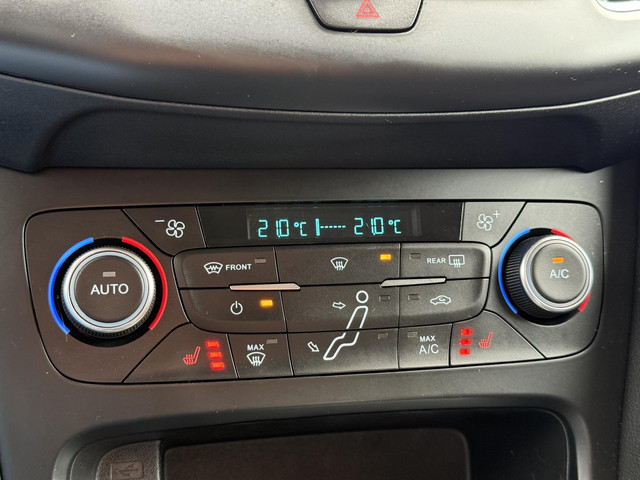 21.0°C 21.0°C
FRONT
REAR
AUTO
A/C
MAX
MAX
A/C